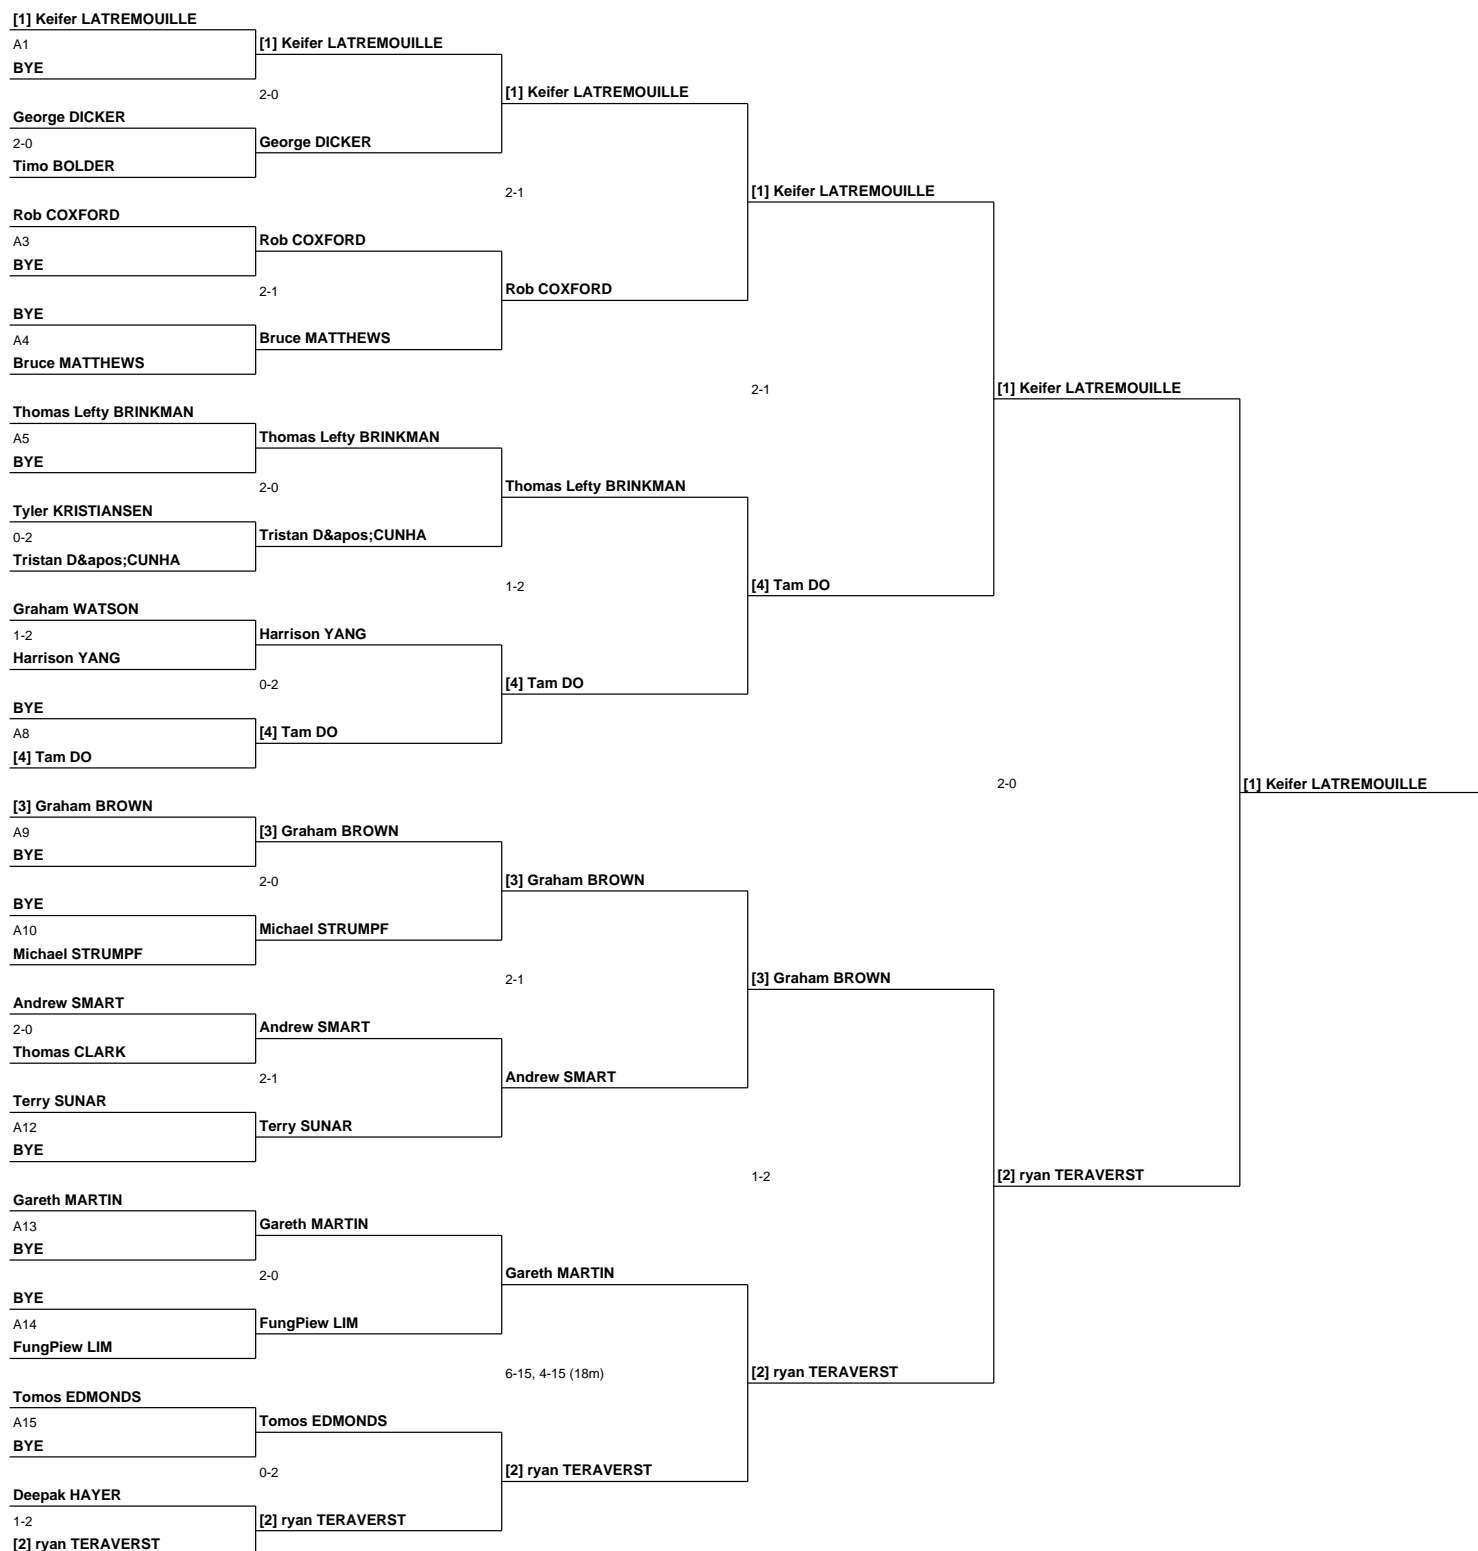 [1] Keifer LATREMOUILLE
A1
BYE
George DICKER
2-0
Timo BOLDER
Rob COXFORD
A3
BYE
BYE
A4
Bruce MATTHEWS
Thomas Lefty BRINKMAN
A5
BYE
Tyler KRISTIANSEN
0-2
Tristan D&apos;CUNHA
Graham WATSON
1-2
Harrison YANG
BYE
A8
[4] Tam DO
[3] Graham BROWN
A9
BYE
BYE
A10
Michael STRUMPF
Andrew SMART
2-0
Thomas CLARK
Terry SUNAR
A12
BYE
Gareth MARTIN
A13
BYE
BYE
A14
FungPiew LIM
Tomos EDMONDS
A15
BYE
Deepak HAYER
1-2
[2] ryan TERAVERST
[1] Keifer LATREMOUILLE
2-0
George DICKER
Rob COXFORD
2-1
Bruce MATTHEWS
Thomas Lefty BRINKMAN
2-0
Tristan D&apos;CUNHA
Harrison YANG
0-2
[4] Tam DO
[3] Graham BROWN
2-0
Michael STRUMPF
Andrew SMART
2-1
Terry SUNAR
Gareth MARTIN
2-0
FungPiew LIM
Tomos EDMONDS
0-2
[2] ryan TERAVERST
[1] Keifer LATREMOUILLE
2-1
Rob COXFORD
Thomas Lefty BRINKMAN
1-2
[4] Tam DO
[3] Graham BROWN
2-1
Andrew SMART
Gareth MARTIN
6-15, 4-15 (18m)
[2] ryan TERAVERST
[1] Keifer LATREMOUILLE
2-1
[4] Tam DO
[3] Graham BROWN
1-2
[2] ryan TERAVERST
[1] Keifer LATREMOUILLE
2-0
[2] ryan TERAVERST
[1] Keifer LATREMOUILLE